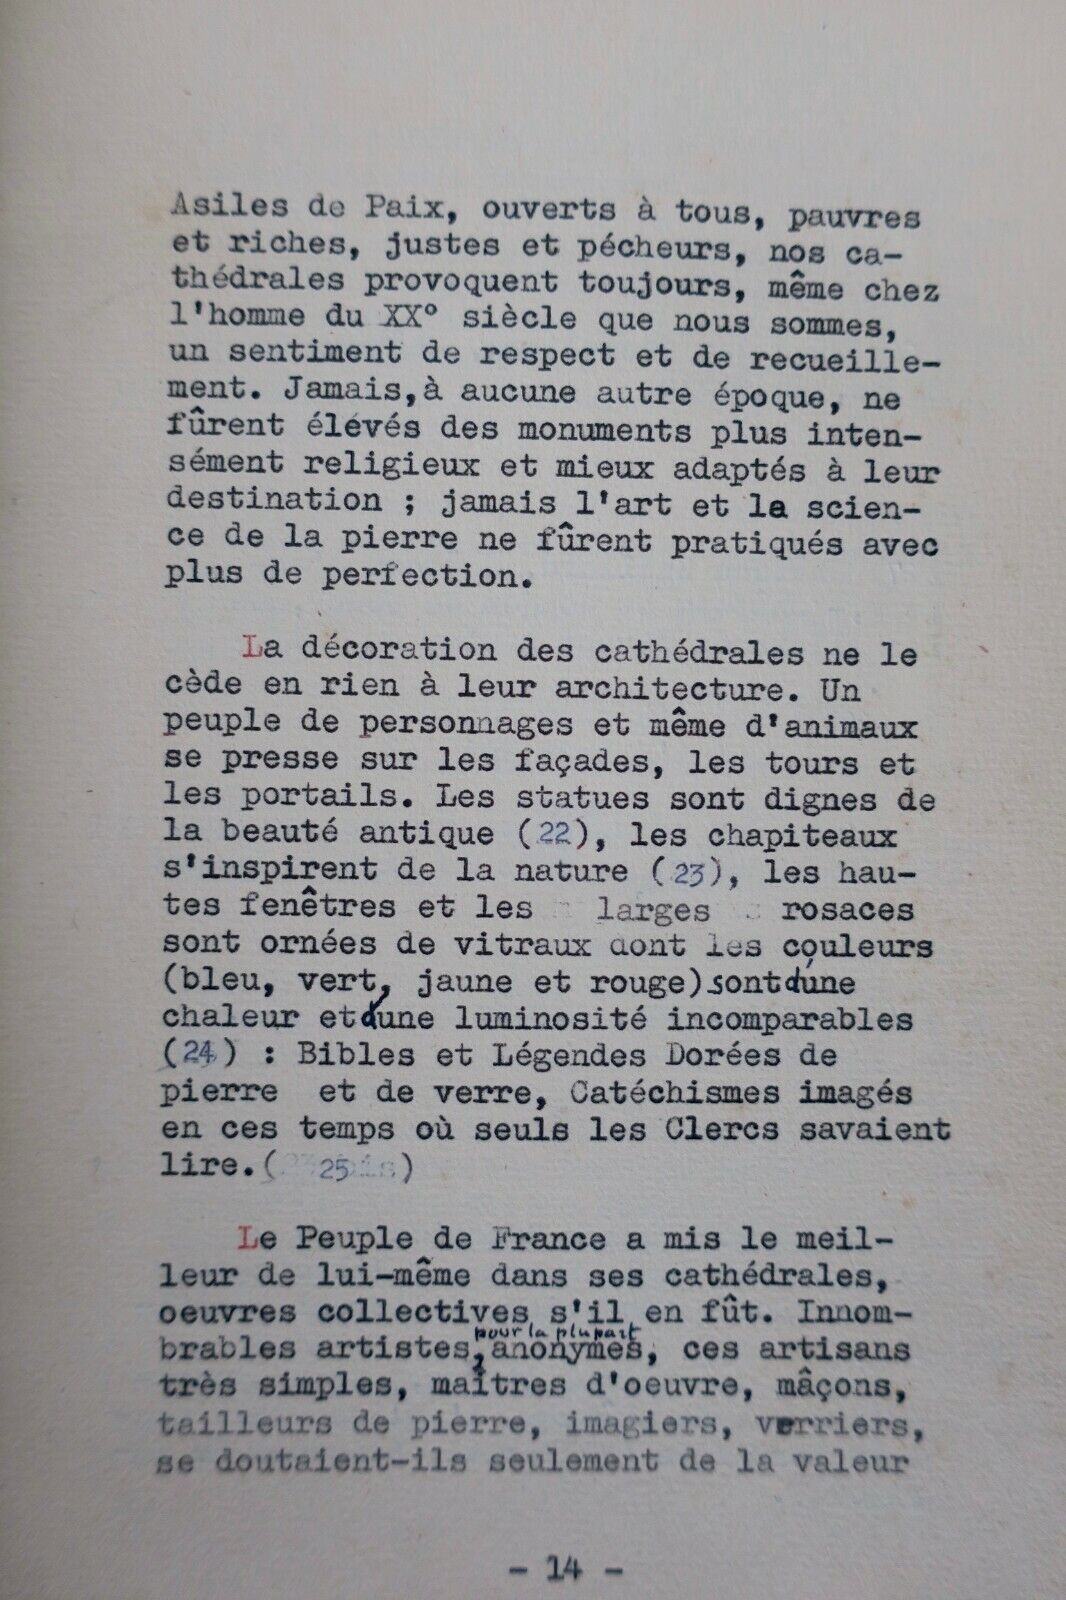 Asiles de Paix, ouverts à tous, pauvres
et riches, justes et pécheurs, nos ca-
thédrales provoquent toujours, même chez
l'homme du XX° siècle que nous sommes,
un sentiment de respect et de recueille-
ment. Jamais,à aucune autre époque, ne
fûrent élevés des monuments plus inten-
sément religieux et mieux adaptés à leur
destination ; jamais l'art et la scien-
ce de la pierre ne fûrent pratiqués avec
plus de perfection.
La décoration des cathédrales ne le
cède en rien à leur architecture. Un
peuple de personnages et même d'animaux
se presse sur les façades, les tours et
les portails. Les statues sont dignes de
la beauté antique (22), les chapiteaux
s'inspirent de la nature (23), les hau-
tes fenêtres et les larges rosaces
sont ornées de vitraux dont les couleurs
(bleu, vert, jaune et rouge)sont d'une
chaleur et d'une luminosité incomparables
(24) : Bibles et Légendes Dorées de
pierre et de verre, Catéchismes imagés
en ces temps où seuls les Clercs savaient
lire.( 25 )
Le Peuple de France a mis le meil-
leur de lui-même dans ses cathédrales,
oeuvres collectives s'il en fût. Innom-
brables artistes, pour la plupart anonymes, ces artisans
très simples, maîtres d'oeuvre, mâçons,
tailleurs de pierre, imagiers, verriers,
se doutaient-ils seulement de la valeur
- 14 -